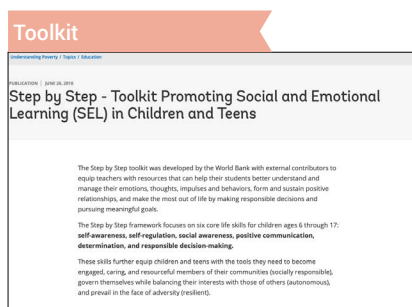 Toolkit
Understanding Poverty / Topics / Education
PUBLICATION | JUNE 26, 2018
Step by Step - Toolkit Promoting Social and Emotional
Learning (SEL) in Children and Teens
The Step by Step toolkit was developed by the World Bank with external contributors to
equip teachers with resources that can help their students better understand and
manage their emotions, thoughts, impulses and behaviors, form and sustain positive
relationships, and make the most out of life by making responsible decisions and
pursuing meaningful goals.
The Step by Step framework focuses on six core life skills for children ages 6 through 17:
self-awareness, self-regulation, social awareness, positive communication,
determination, and responsible decision-making.
These skills further equip children and teens with the tools they need to become
engaged, caring, and resourceful members of their communities (socially responsible),
govern themselves while balancing their interests with those of others (autonomous),
and prevail in the face of adversity (resilient).